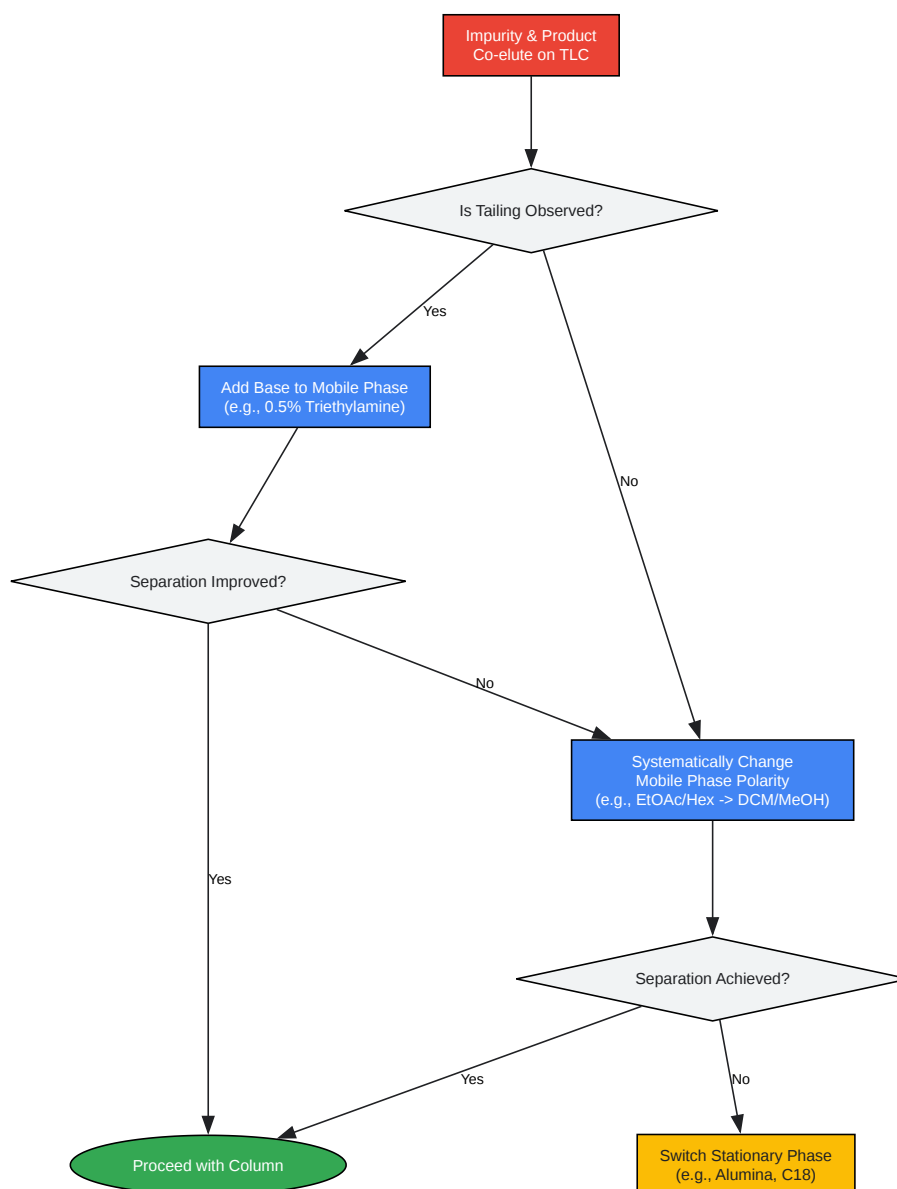 Impurity & Product
Co-elute on TLC
Is Tailing Observed?
Yes
Add Base to Mobile Phase
(e.g., 0.5% Triethylamine)
No
Separation Improved?
No
Systematically Change
Mobile Phase Polarity
(e.g., EtOAc/Hex -> DCM/MeOH)
Yes
Separation Achieved?
Yes
No
Proceed with Column
Switch Stationary Phase
(e.g., Alumina, C18)